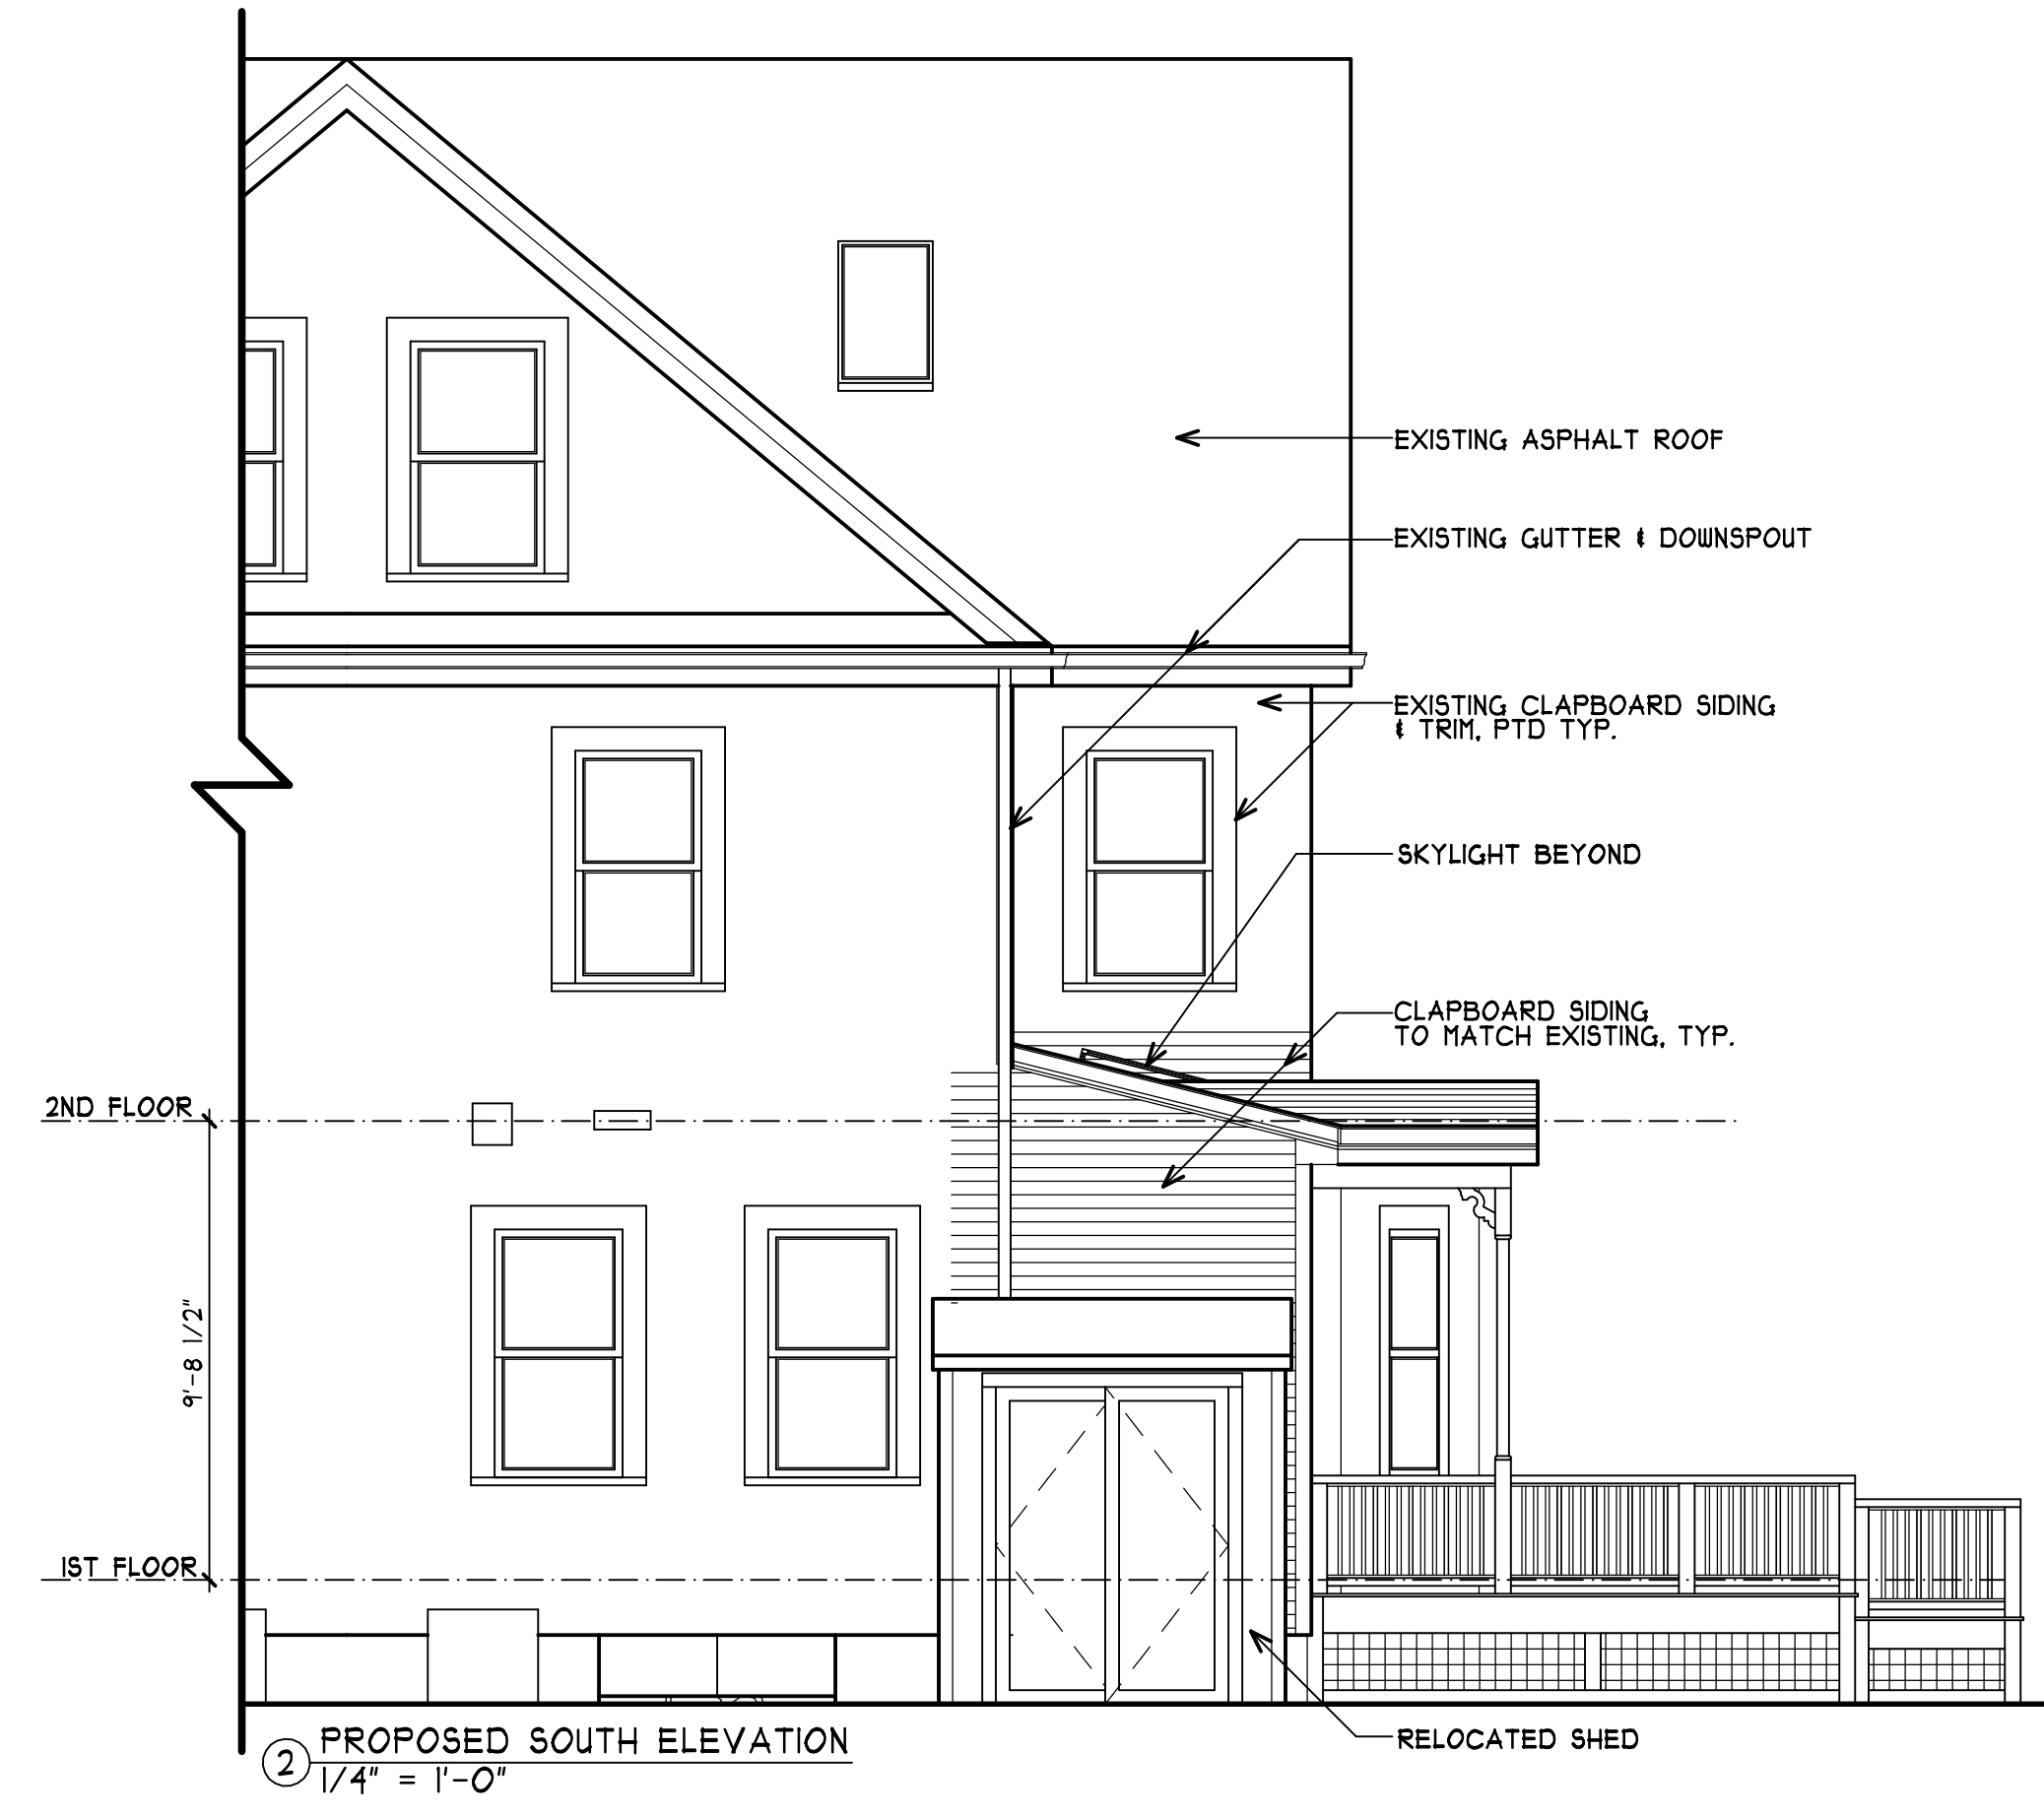 EXISTING ASPHALT ROOF
EXISTING GUTTER & DOWNSPOUT
EXISTING CLAPBOARD SIDING
& TRIM, PTD TYP.
SKYLIGHT BEYOND
CLAPBOARD SIDING
TO MATCH EXISTING, TYP.
2ND FLOOR
9'-8 1/2"
1ST FLOOR
RELOCATED SHED
2 PROPOSED SOUTH ELEVATION
1/4" = 1'-0"